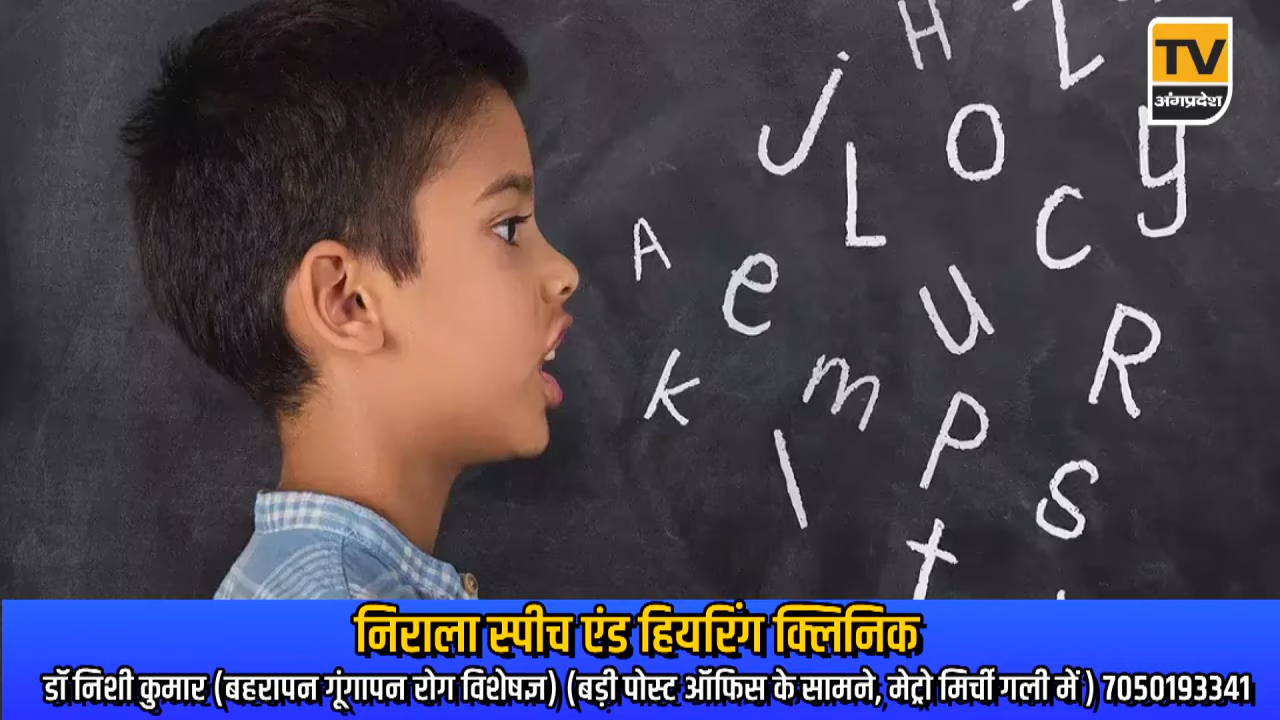 H
L
J
O
TV
अंगप्रदेश
y
L
C
A
e
u
R
K
m
P
l
S
t
निराला स्पीच एंड हियरिंग क्लिनिक
डॉ निशी कुमार (बहरापन गूंगापन रोग विशेषज्ञ) (बड़ी पोस्ट ऑफिस के सामने, मेट्रो मिर्ची गली में ) 7050193341